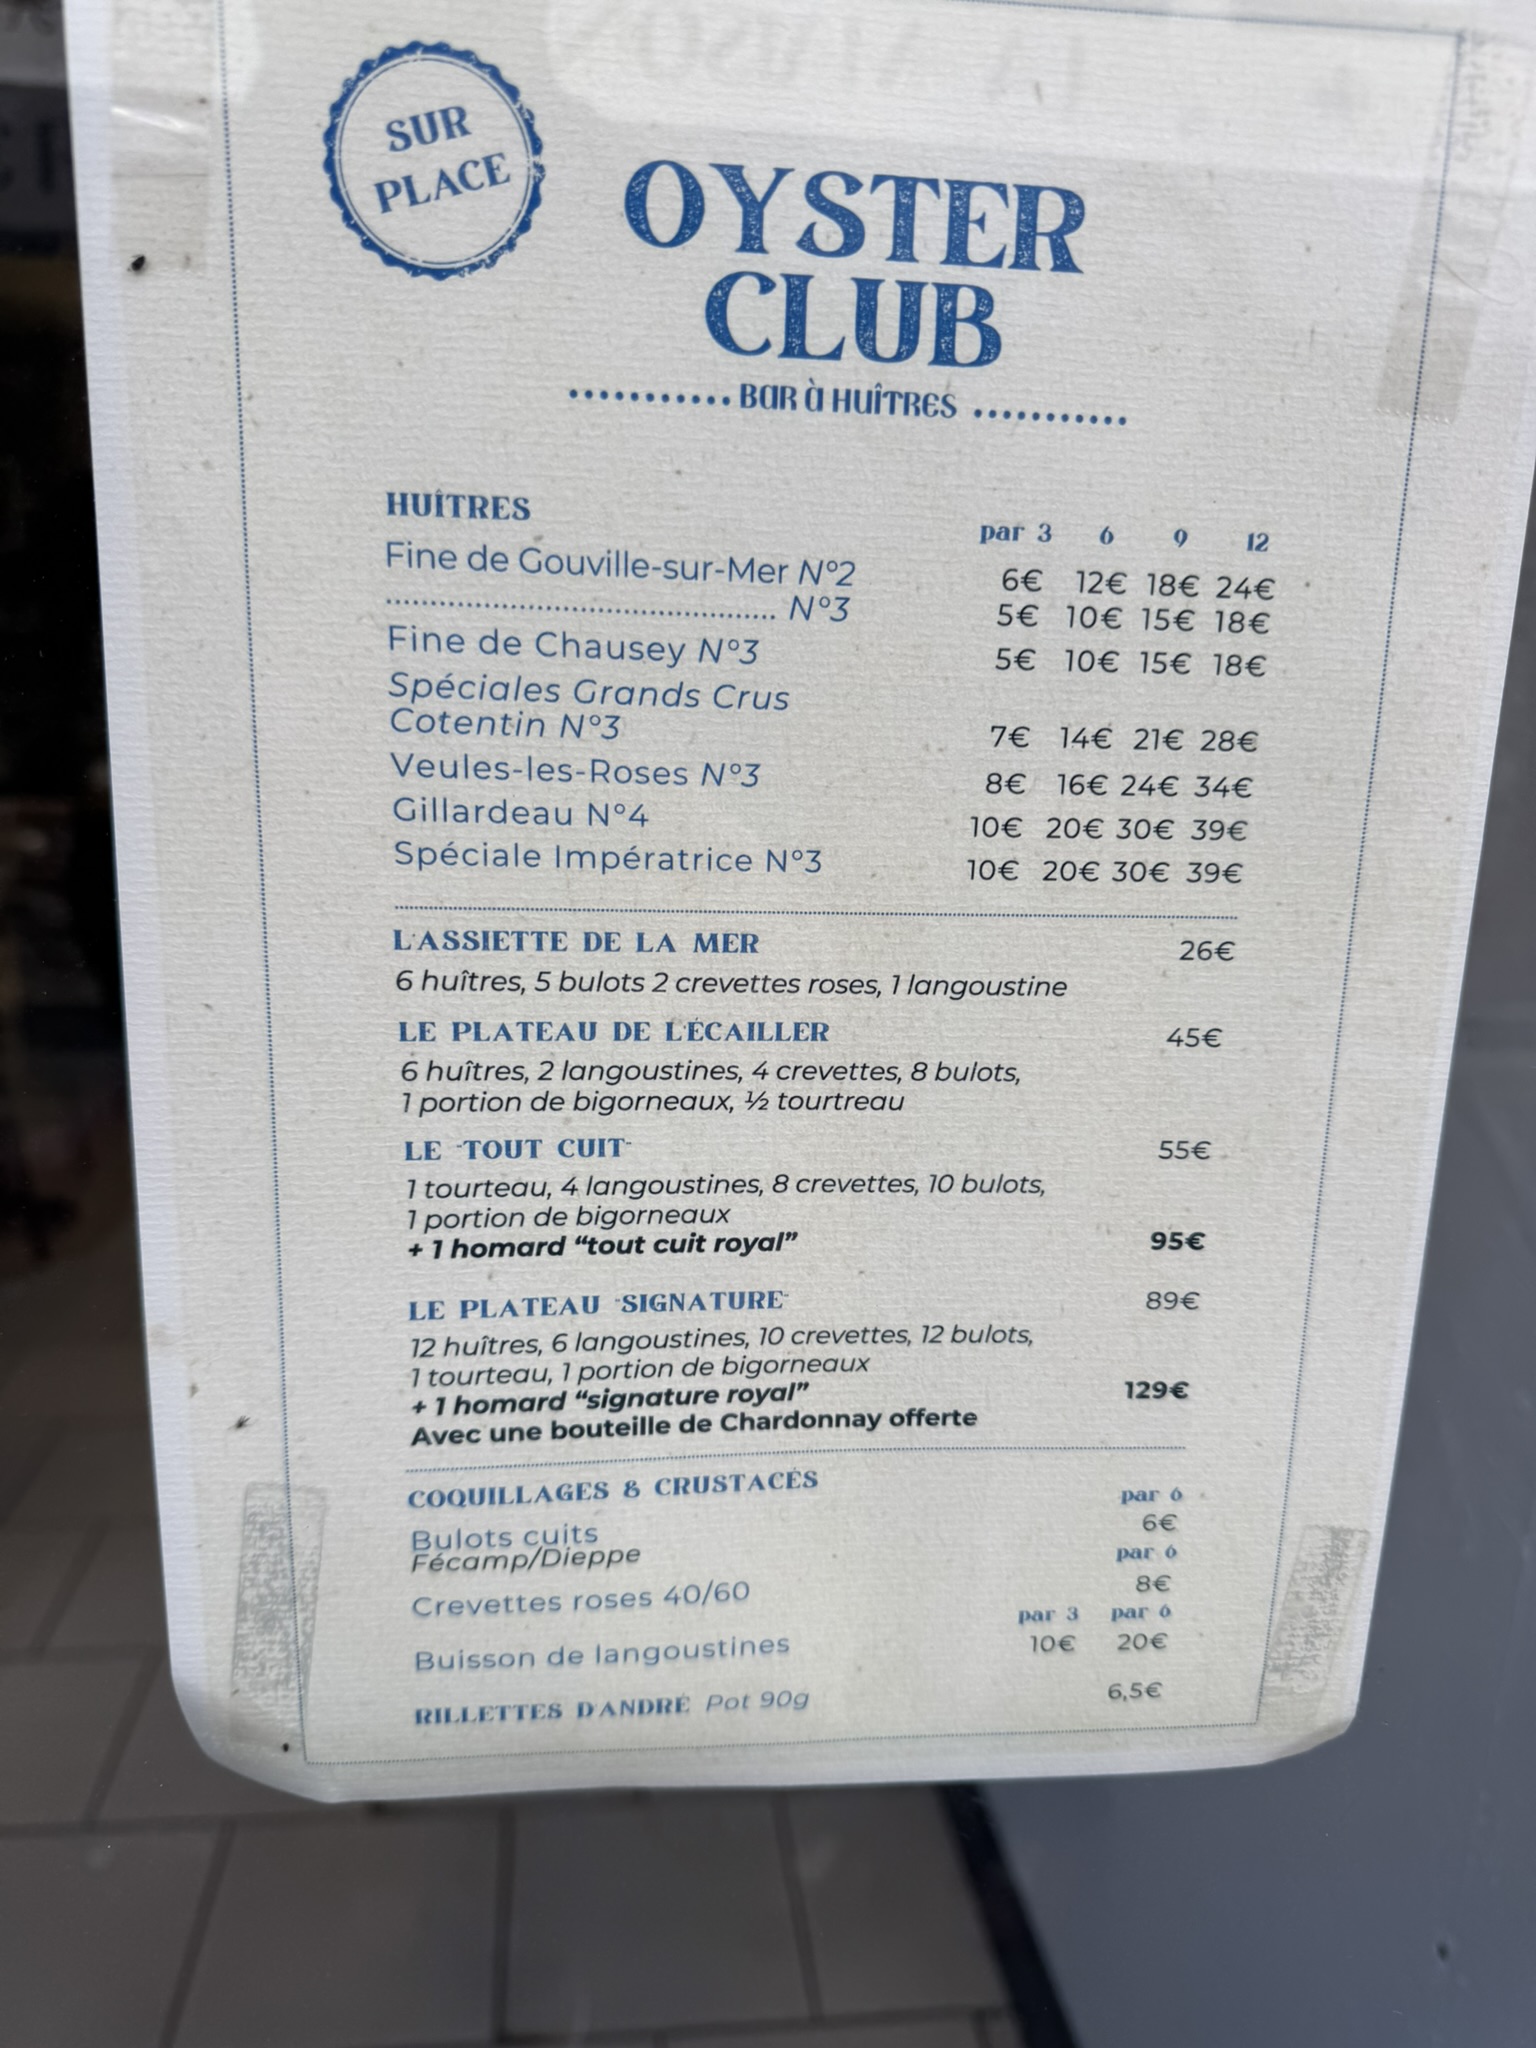 SUR
PLACE
OYSTER
CLUB
........... BAR À HUÎTRES ...........
HUÎTRES par 3 6 9 12
Fine de Gouville-sur-Mer N°2 6€ 12€ 18€ 24€
....................................... N°3 5€ 10€ 15€ 18€
Fine de Chausey N°3 5€ 10€ 15€ 18€
Spéciales Grands Crus
Cotentin N°3 7€ 14€ 21€ 28€
Veules-les-Roses N°3 8€ 16€ 24€ 34€
Gillardeau N°4 10€ 20€ 30€ 39€
Spéciale Impératrice N°3 10€ 20€ 30€ 39€
L'ASSIETTE DE LA MER 26€
6 huîtres, 5 bulots 2 crevettes roses, 1 langoustine
LE PLATEAU DE L'ÉCAILLER 45€
6 huîtres, 2 langoustines, 4 crevettes, 8 bulots,
1 portion de bigorneaux, ½ tourtreau
LE "TOUT CUIT" 55€
1 tourteau, 4 langoustines, 8 crevettes, 10 bulots,
1 portion de bigorneaux
+ 1 homard “tout cuit royal” 95€
LE PLATEAU "SIGNATURE" 89€
12 huîtres, 6 langoustines, 10 crevettes, 12 bulots,
1 tourteau, 1 portion de bigorneaux
+ 1 homard “signature royal” 129€
Avec une bouteille de Chardonnay offerte
COQUILLAGES & CRUSTACÉS par 6
Bulots cuits 6€
Fécamp/Dieppe par 6
Crevettes roses 40/60 8€
par 3 par 6
Buisson de langoustines 10€ 20€
RILLETTES D'ANDRÉ Pot 90g 6,5€